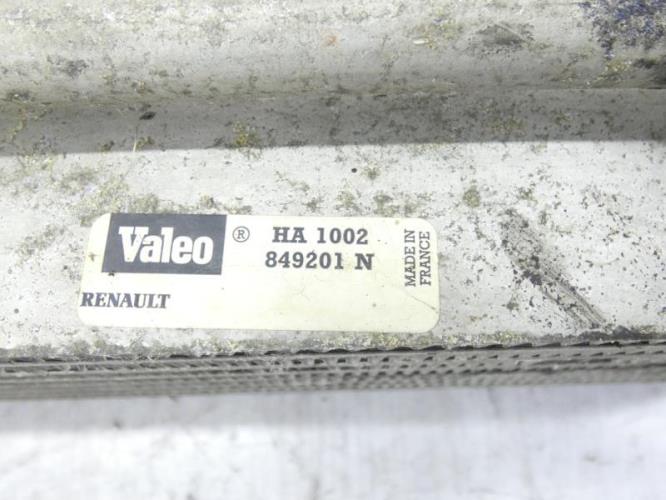 Valeo ® HA 1002
849201 N
RENAULT
MADE IN
FRANCE